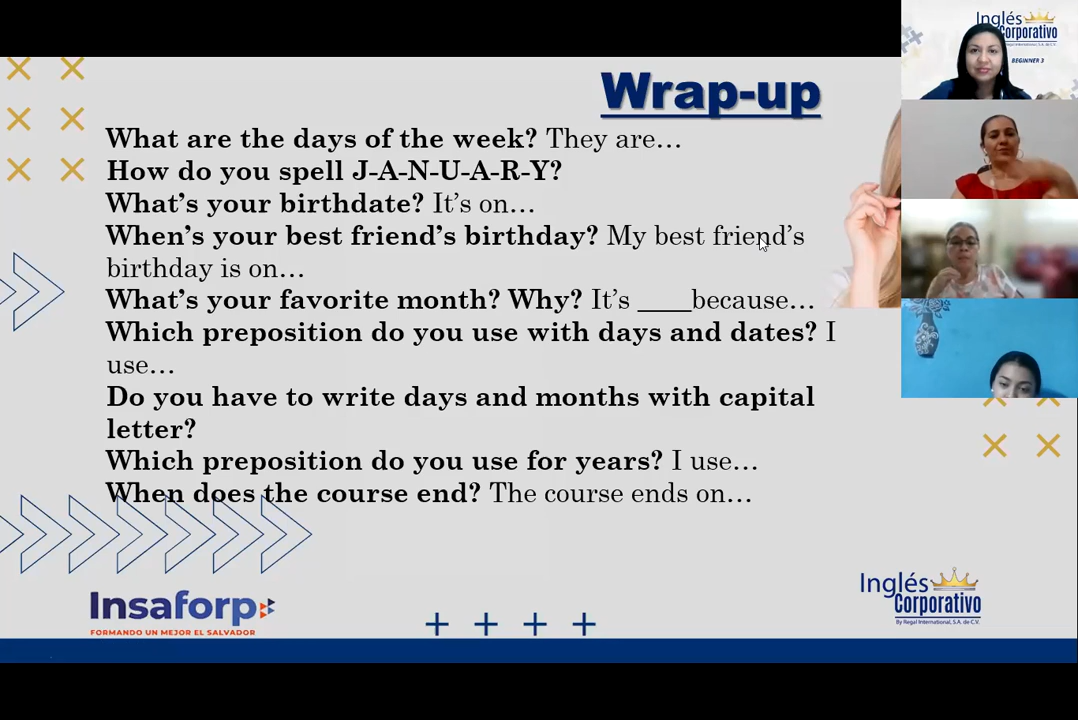 Wrap-up
What are the days of the week? They are…
How do you spell J-A-N-U-A-R-Y?
What's your birthdate? It's on…
When's your best friend's birthday? My best friend's
birthday is on…
What's your favorite month? Why? It's ____because…
Which preposition do you use with days and dates? I
use…
Do you have to write days and months with capital
letter?
Which preposition do you use for years? I use…
When does the course end? The course ends on…
Insaforp
FORMANDO UN MEJOR EL SALVADOR
Inglés
Corporativo
By Regal International, S.A. de C.V.
Inglés
Corporativo
BEGINNER 3